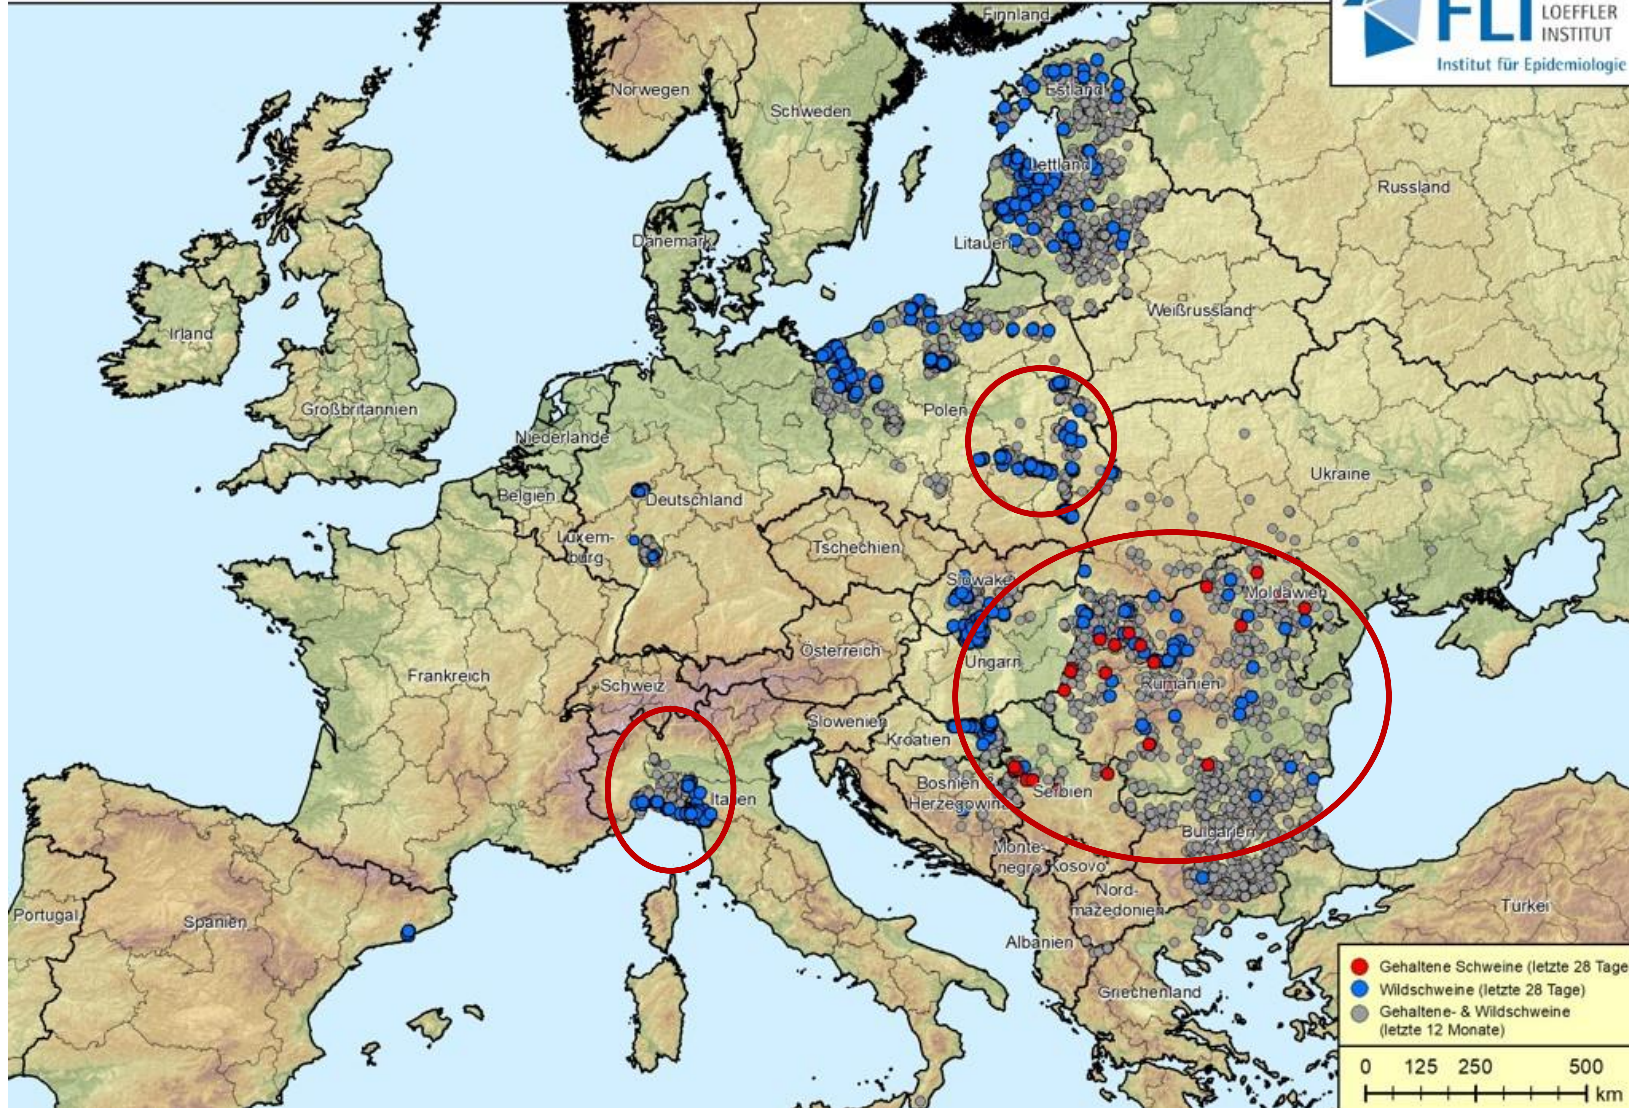 Finnland
FLI
LOEFFLER
INSTITUT
Institut für Epidemiologie
Norwegen
Schweden
Estland
Lettland
Russland
Dänemark
Litauen
Weißrussland
Irland
Großbritannien
Polen
Niederlande
Ukraine
Belgien
Deutschland
Luxem-
burg
Tschechien
Slowake
Moldawien
Österreich
Ungarn
Frankreich
Schweiz
Rumänien
Slowenien
Kroatien
Bosnien &
Herzegowina
Serbien
Italien
Bulgarien
Monte-
negro
Kosovo
Nord-
mazedonien
Portugal
Spanien
Türkei
Albanien
Griechenland
Gehaltene Schweine (letzte 28 Tage
Wildschweine (letzte 28 Tage)
Gehaltene- & Wildschweine
(letzte 12 Monate)
0 125 250 500
km